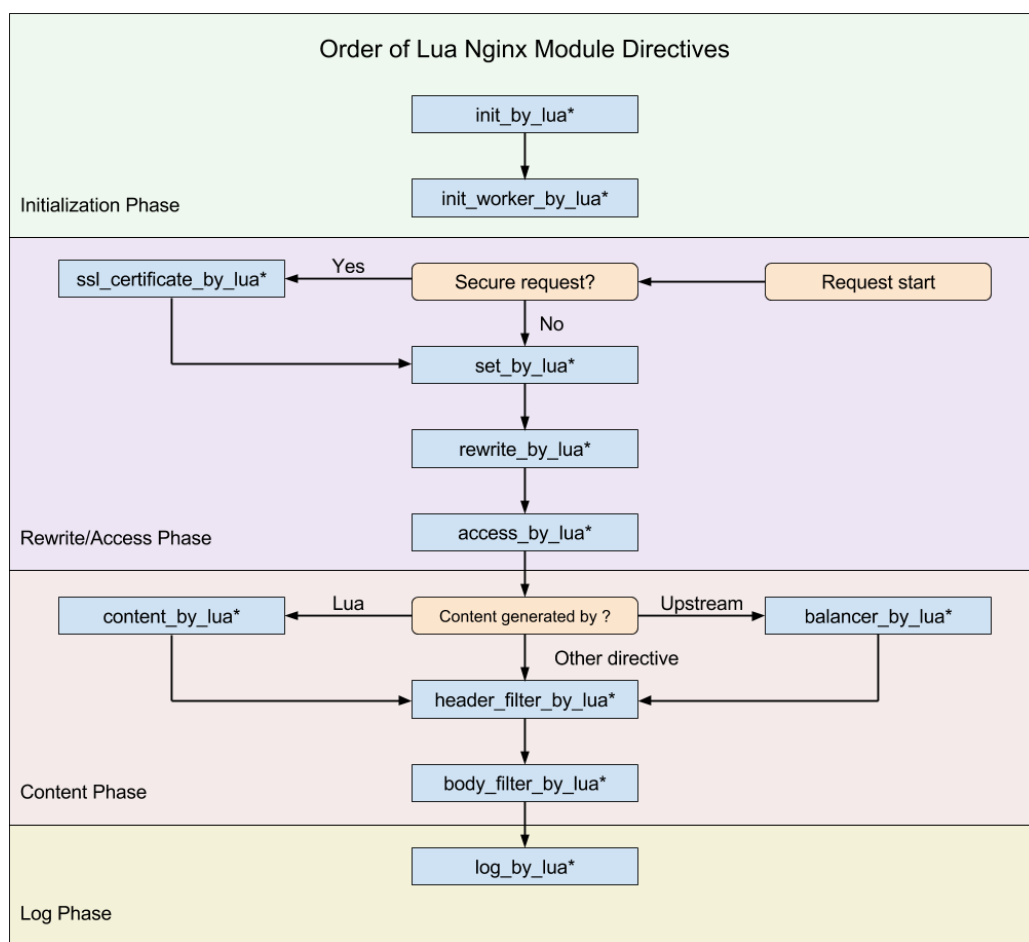 Order of Lua Nginx Module Directives
init_by_lua*
init_worker_by_lua*
Initialization Phase
ssl_certificate_by_lua*
Yes
Secure request?
Request start
No
set_by_lua*
rewrite_by_lua*
access_by_lua*
Rewrite/Access Phase
content_by_lua*
Lua
Content generated by ?
Upstream
balancer_by_lua*
Other directive
header_filter_by_lua*
body_filter_by_lua*
Content Phase
log_by_lua*
Log Phase